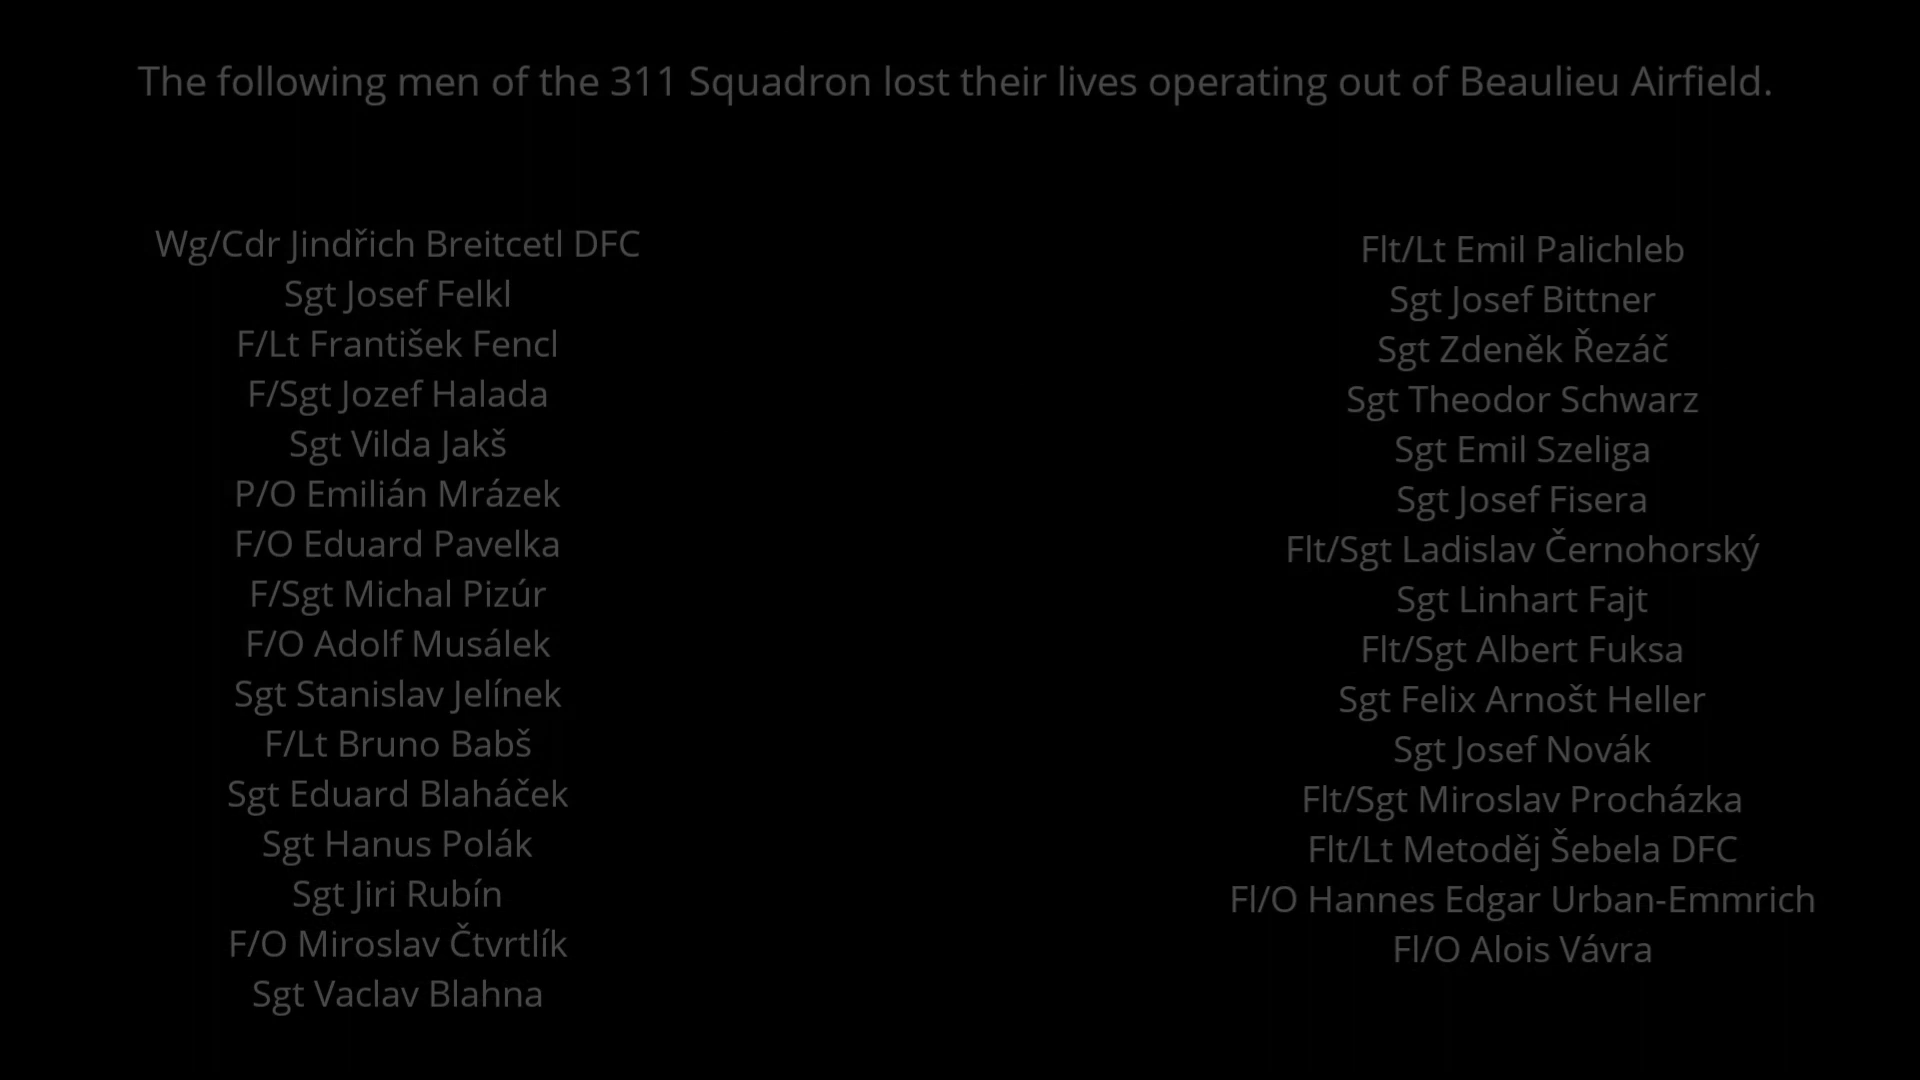 The following men of the 311 Squadron lost their lives operating out of Beaulieu Airfield.
Wg/Cdr Jindřich Breitcetl DFC
Sgt Josef Felkl
F/Lt František Fencl
F/Sgt Jozef Halada
Sgt Vilda Jakš
P/O Emilián Mrázek
F/O Eduard Pavelka
F/Sgt Michal Pizúr
F/O Adolf Musálek
Sgt Stanislav Jelínek
F/Lt Bruno Babš
Sgt Eduard Blaháček
Sgt Hanus Polák
Sgt Jiri Rubín
F/O Miroslav Čtvrtlík
Sgt Vaclav Blahna
Flt/Lt Emil Palichleb
Sgt Josef Bittner
Sgt Zdeněk Řezáč
Sgt Theodor Schwarz
Sgt Emil Szeliga
Sgt Josef Fisera
Flt/Sgt Ladislav Černohorský
Sgt Linhart Fajt
Flt/Sgt Albert Fuksa
Sgt Felix Arnošt Heller
Sgt Josef Novák
Flt/Sgt Miroslav Procházka
Flt/Lt Metoděj Šebela DFC
Fl/O Hannes Edgar Urban-Emmrich
Fl/O Alois Vávra